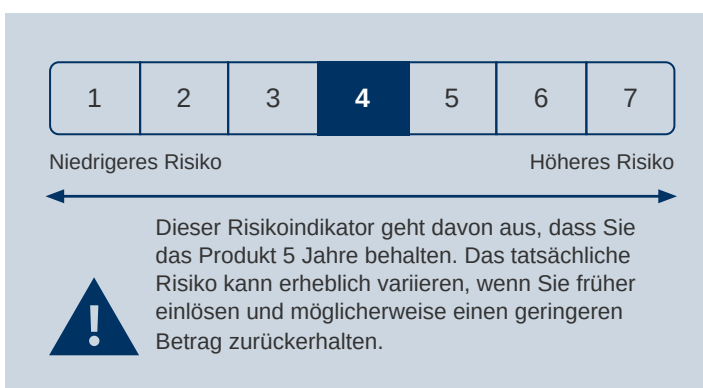 1 2 3 4 5 6 7
Niedrigeres Risiko Höheres Risiko
Dieser Risikoindikator geht davon aus, dass Sie
das Produkt 5 Jahre behalten. Das tatsächliche
Risiko kann erheblich variieren, wenn Sie früher
einlösen und möglicherweise einen geringeren
Betrag zurückerhalten.